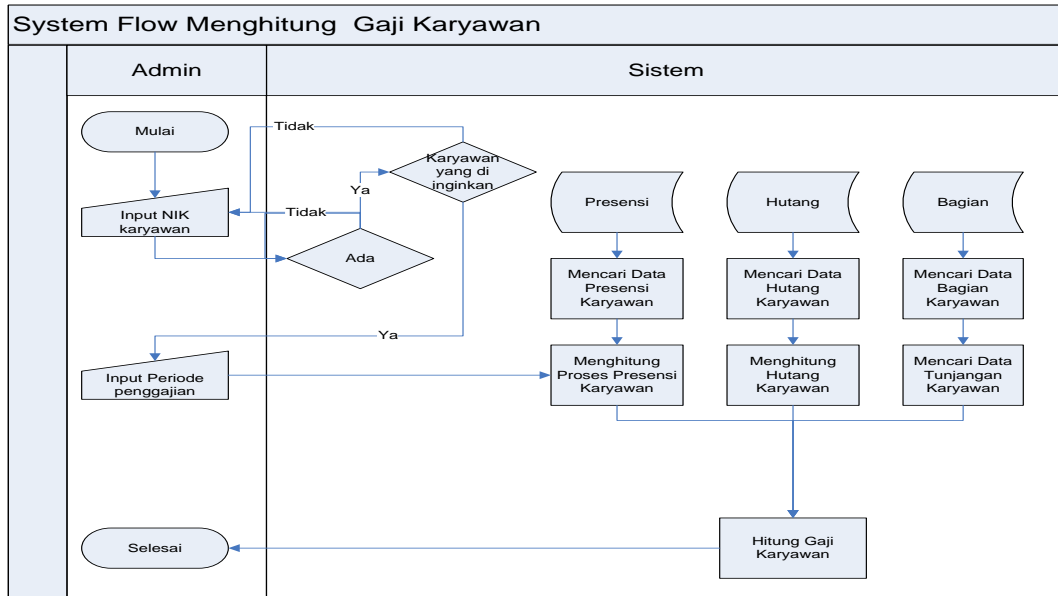 System Flow Menghitung Gaji Karyawan
Admin
Sistem
Mulai
Tidak
Karyawan
yang di
inginkan
Ya
Input NIK
karyawan
Tidak
Ada
Presensi
Hutang
Bagian
Mencari Data
Presensi
Karyawan
Mencari Data
Hutang
Karyawan
Mencari Data
Bagian
Karyawan
Ya
Input Periode
penggajian
Menghitung
Proses Presensi
Karyawan
Menghitung
Hutang
Karyawan
Mencari Data
Tunjangan
Karyawan
Selesai
Hitung Gaji
Karyawan